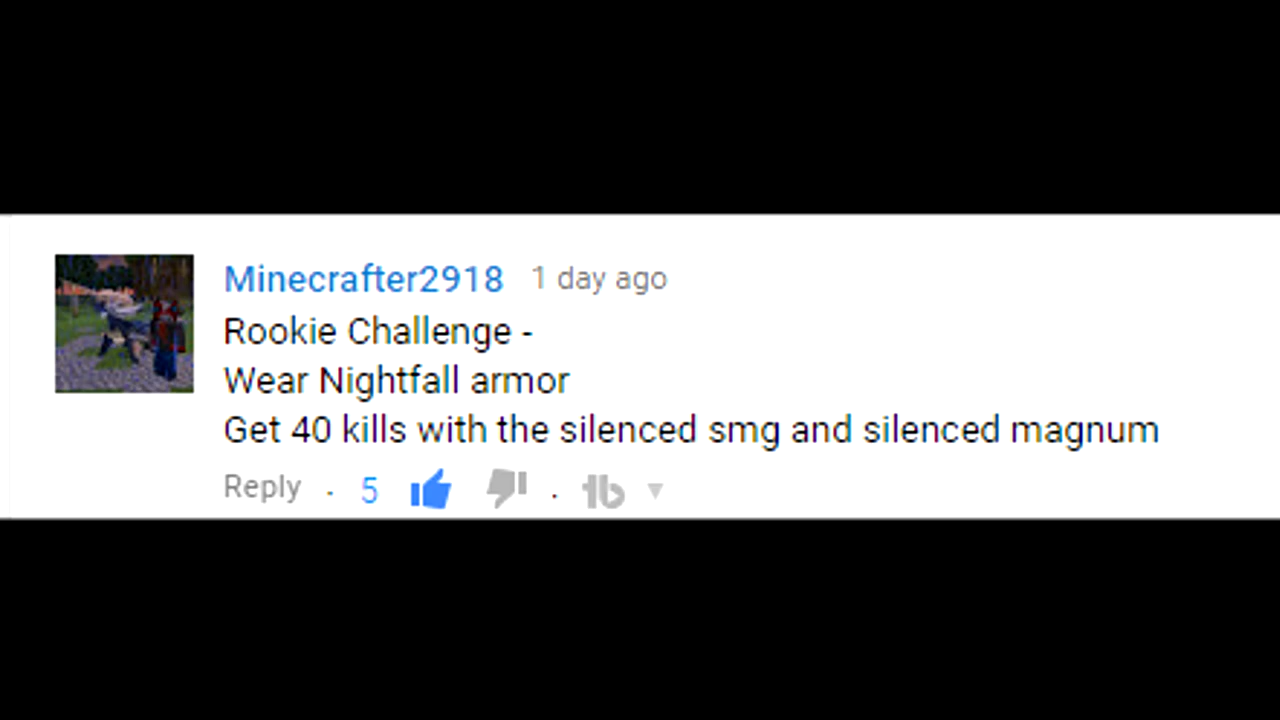 Minecrafter2918 1 day ago
Rookie Challenge -
Wear Nightfall armor
Get 40 kills with the silenced smg and silenced magnum
Reply · 5 ·